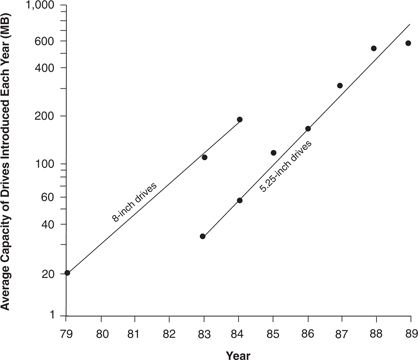 Average Capacity of Drives Introduced Each Year (MB)
1,000
600
400
200
100
60
40
20
1
8-inch drives
5.25-inch drives
79 80 81 82 83 84 85 86 87 88 89
Year